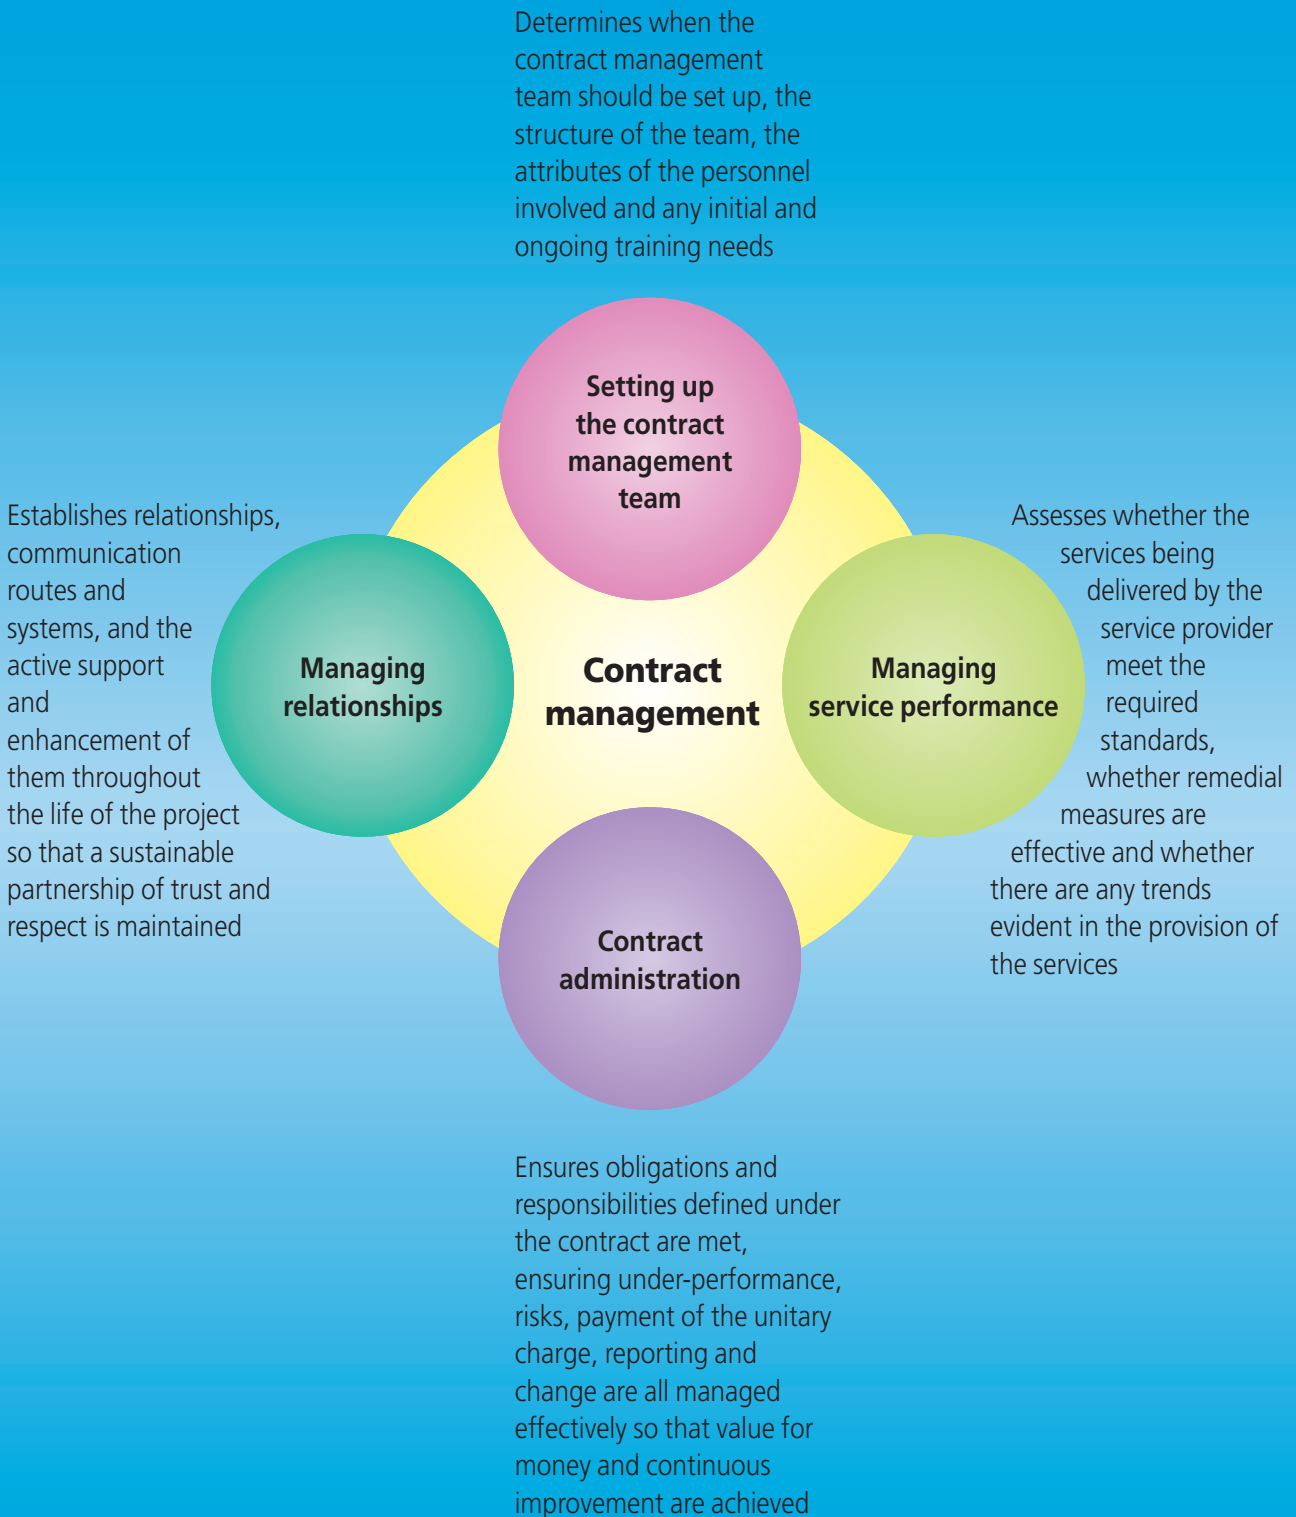 Determines when the
contract management
team should be set up, the
structure of the team, the
attributes of the personnel
involved and any initial and
ongoing training needs
Setting up
the contract
management
team
Establishes relationships,
communication
routes and
systems, and the
active support
and
enhancement of
them throughout
the life of the project
so that a sustainable
partnership of trust and
respect is maintained
Managing
relationships
Contract
management
Managing
service performance
Assesses whether the
services being
delivered by the
service provider
meet the
required
standards,
whether remedial
measures are
effective and whether
there are any trends
evident in the provision of
the services
Contract
administration
Ensures obligations and
responsibilities defined under
the contract are met,
ensuring under-performance,
risks, payment of the unitary
charge, reporting and
change are all managed
effectively so that value for
money and continuous
improvement are achieved